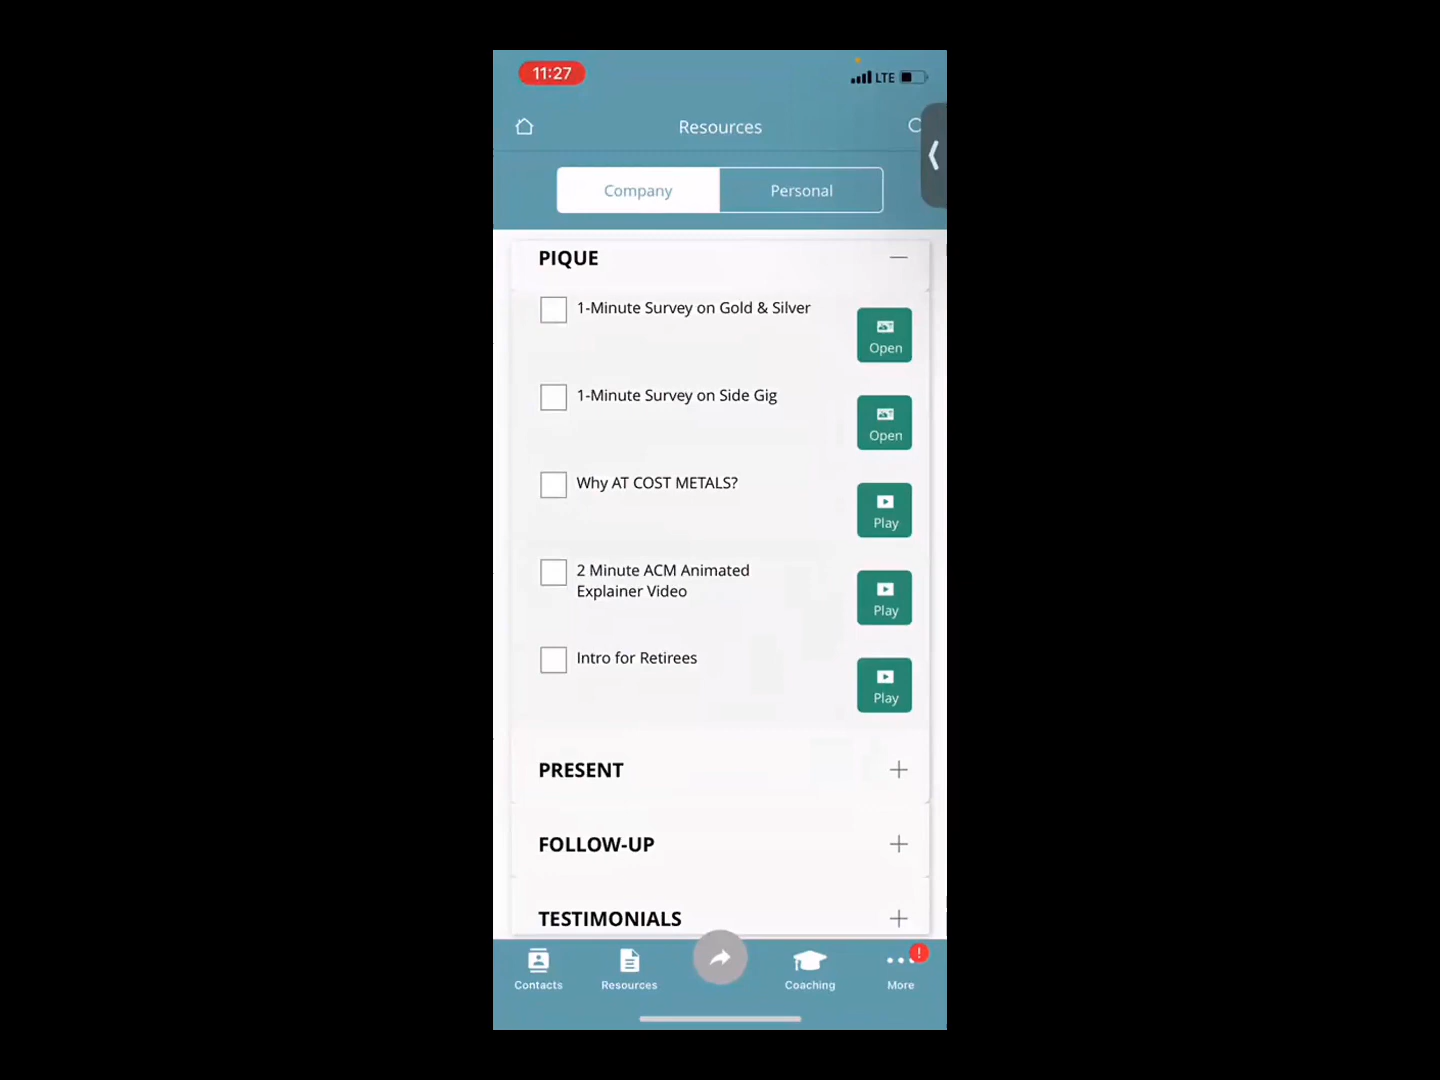 11:27
LTE
Resources
Company
Personal
PIQUE
1-Minute Survey on Gold & Silver
Open
1-Minute Survey on Side Gig
Open
Why AT COST METALS?
Play
2 Minute ACM Animated
Explainer Video
Play
Intro for Retirees
Play
PRESENT
FOLLOW-UP
TESTIMONIALS
Contacts
Resources
Coaching
!
More